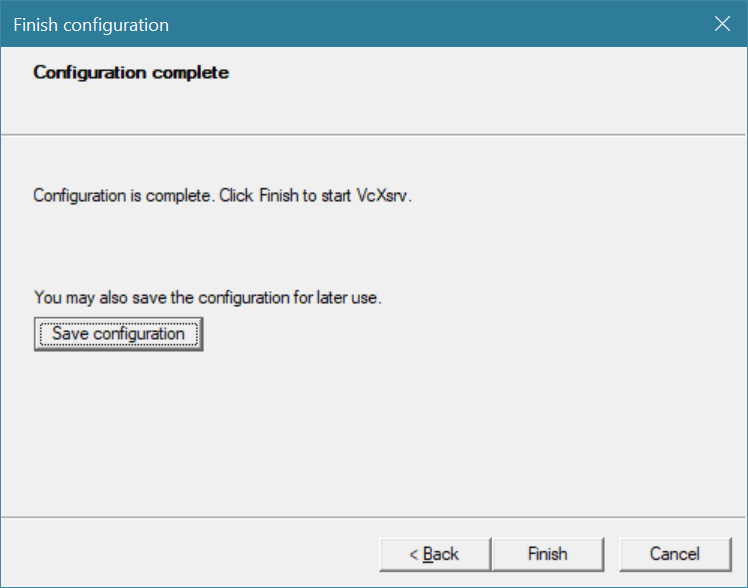 Finish configuration
Configuration complete
Configuration is complete. Click Finish to start VcXsrv.
You may also save the configuration for later use.
Save configuration
< Back
Finish
Cancel